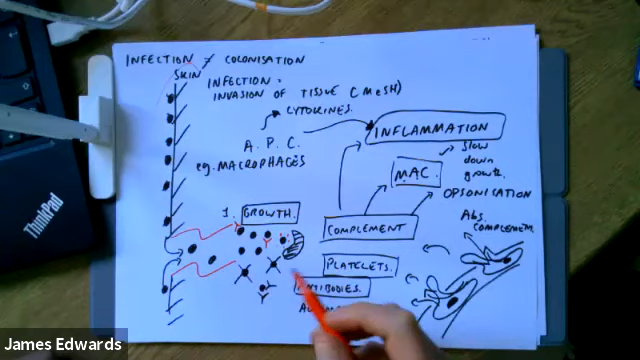 INFECTION ≠ COLONISATION
SKIN
INFECTION =
INVASION OF TISSUE (MeSH)
CYTOKINES.
A.P.C.
eg. MACROPHAGES
INFLAMMATION
Slow
down
growth.
MAC.
OPSONISATION
1. GROWTH.
COMPLEMENT
Abs.
COMPLEMENT.
PLATELETS.
ANTIBODIES.
ThinkPad
James Edwards